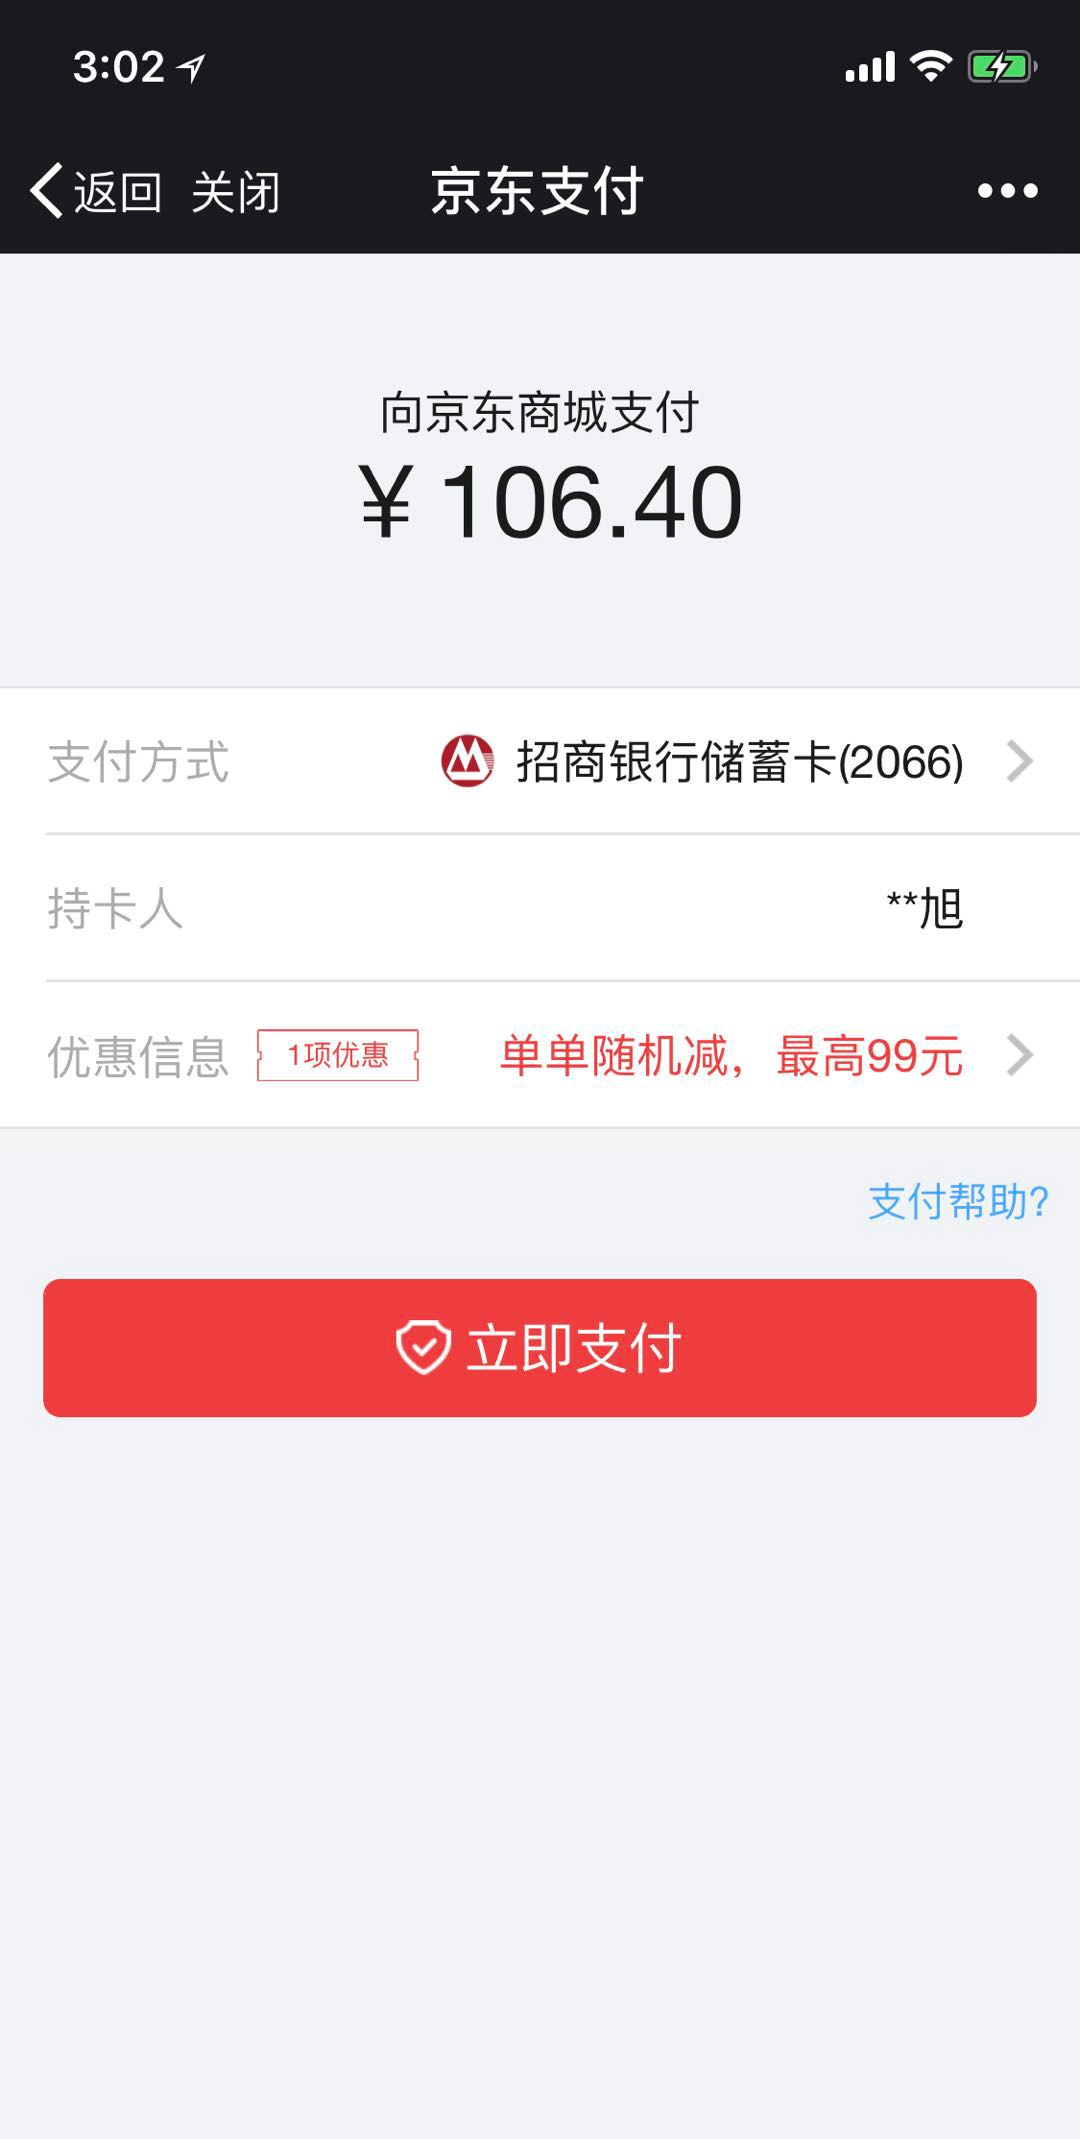 3:02
返回 关闭 京东支付
向京东商城支付
¥ 106.40
支付方式 招商银行储蓄卡(2066)
持卡人 **旭
优惠信息 1项优惠 单单随机减，最高99元
支付帮助?
立即支付